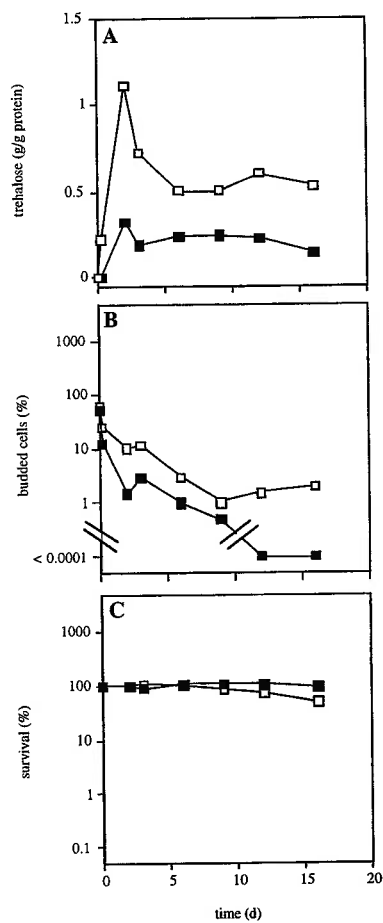 A
1.5
1
0.5
0
trehalose (g/g protein)
B
1000
100
10
1
< 0.0001
budded cells (%)
C
1000
100
10
1
0.1
survival (%)
0 5 10 15 20
time (d)